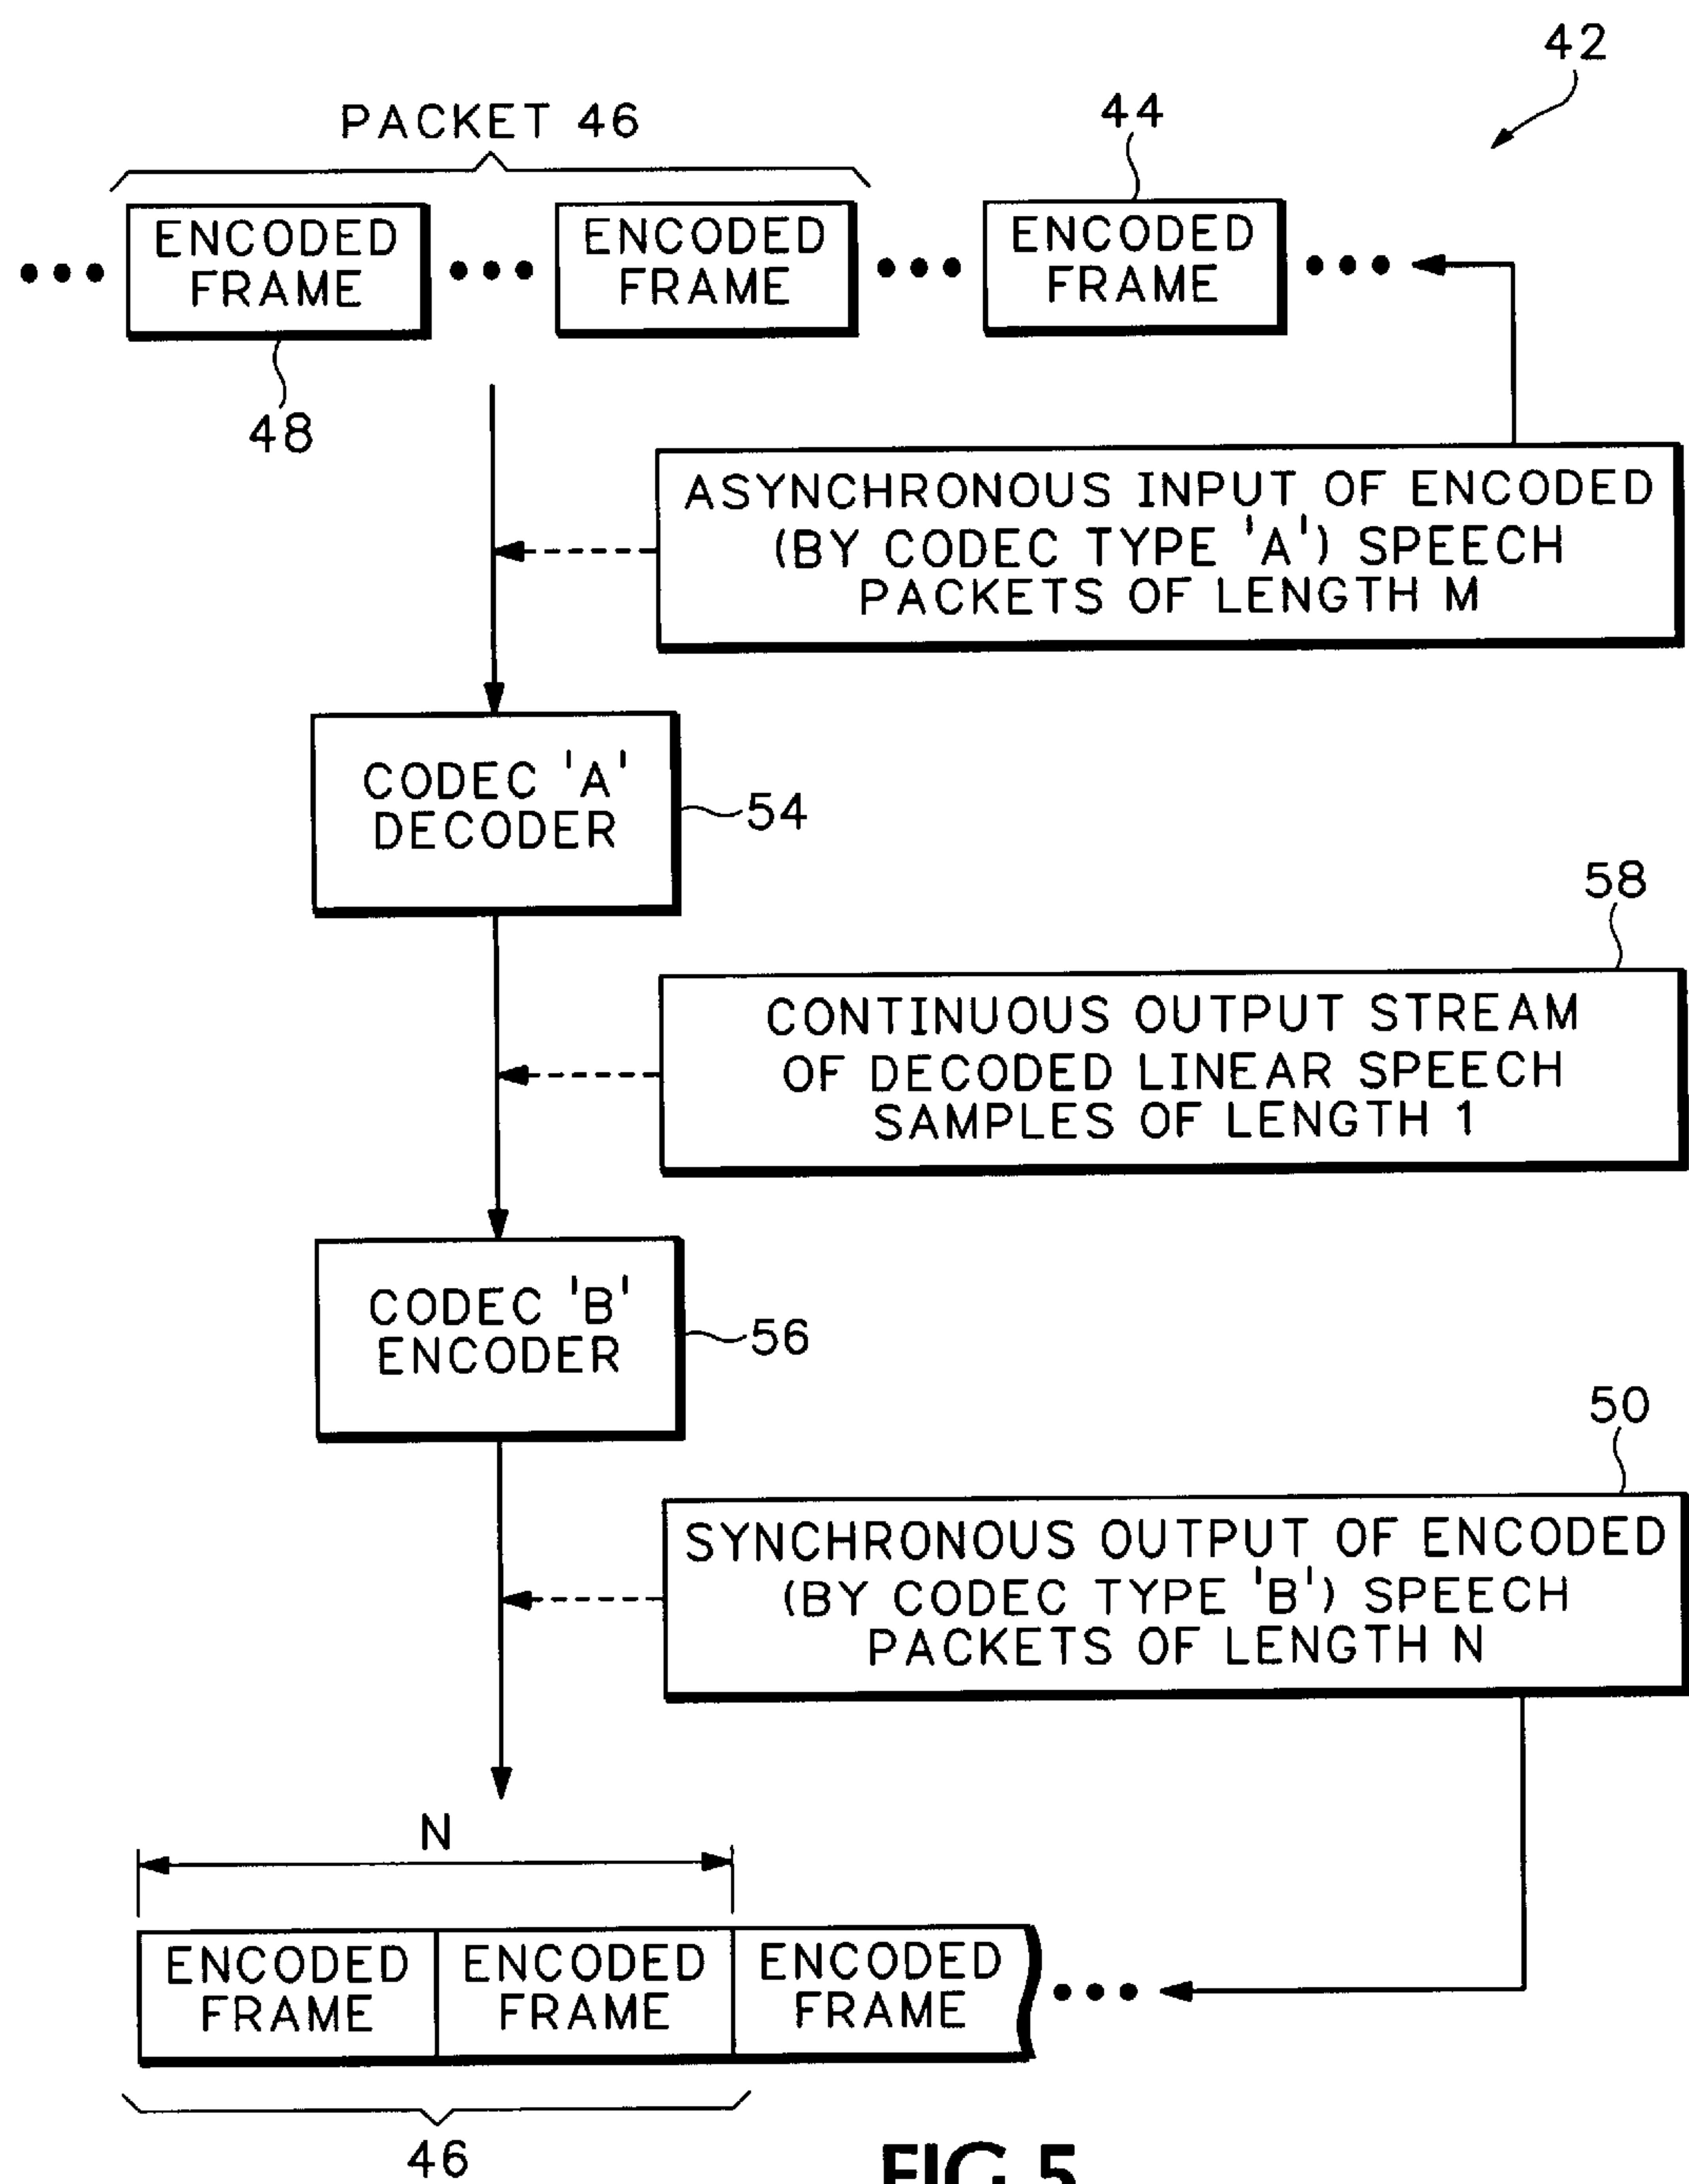 42
PACKET 46
44
ENCODED
FRAME
ENCODED
FRAME
ENCODED
FRAME
48
ASYNCHRONOUS INPUT OF ENCODED
(BY CODEC TYPE 'A') SPEECH
PACKETS OF LENGTH M
CODEC 'A'
DECODER
54
58
CONTINUOUS OUTPUT STREAM
OF DECODED LINEAR SPEECH
SAMPLES OF LENGTH 1
CODEC 'B'
ENCODER
56
50
SYNCHRONOUS OUTPUT OF ENCODED
(BY CODEC TYPE 'B') SPEECH
PACKETS OF LENGTH N
N
ENCODED
FRAME
ENCODED
FRAME
ENCODED
FRAME
46
FIG 5